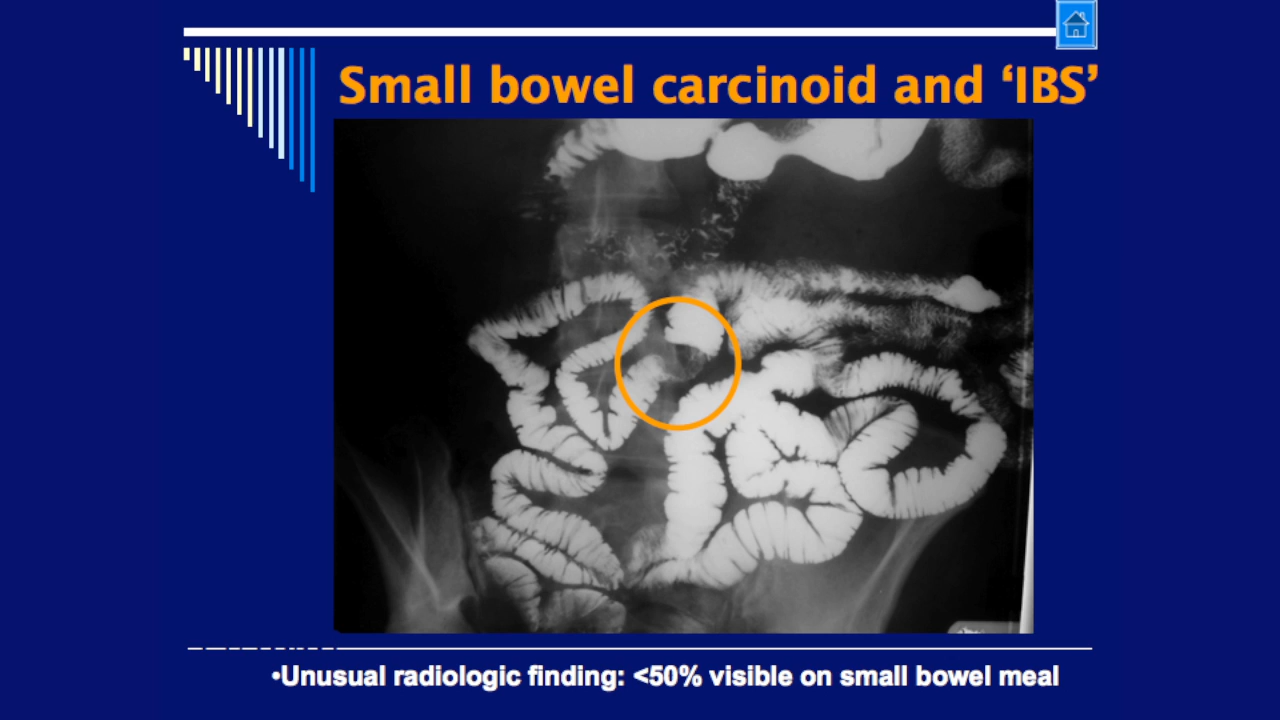 Small bowel carcinoid and ‘IBS’
•Unusual radiologic finding: <50% visible on small bowel meal